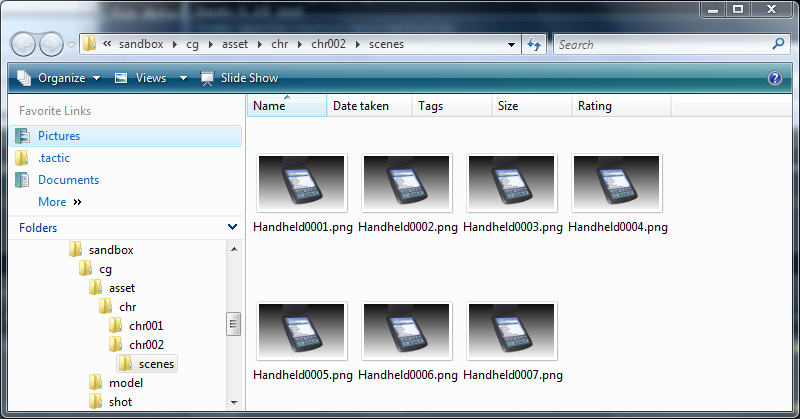 « sandbox cg asset chr chr002 scenes
Search
Organize Views Slide Show
Favorite Links
Pictures
.tactic
Documents
More »
Folders
sandbox
cg
asset
chr
chr001
chr002
scenes
model
shot
Name Date taken Tags Size Rating
Handheld0001.png Handheld0002.png Handheld0003.png Handheld0004.png
Handheld0005.png Handheld0006.png Handheld0007.png